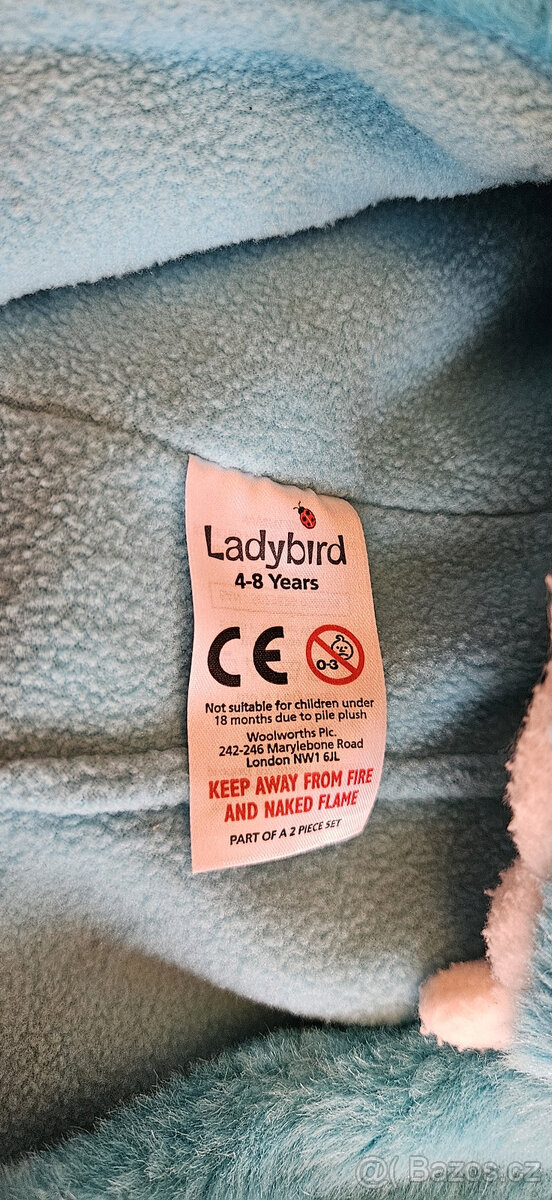 Ladybird
4-8 Years
CE
0-3
Not suitable for children under
18 months due to pile plush
Woolworths Plc.
242-246 Marylebone Road
London NW1 6JL
KEEP AWAY FROM FIRE
AND NAKED FLAME
PART OF A 2 PIECE SET
Bazos.cz